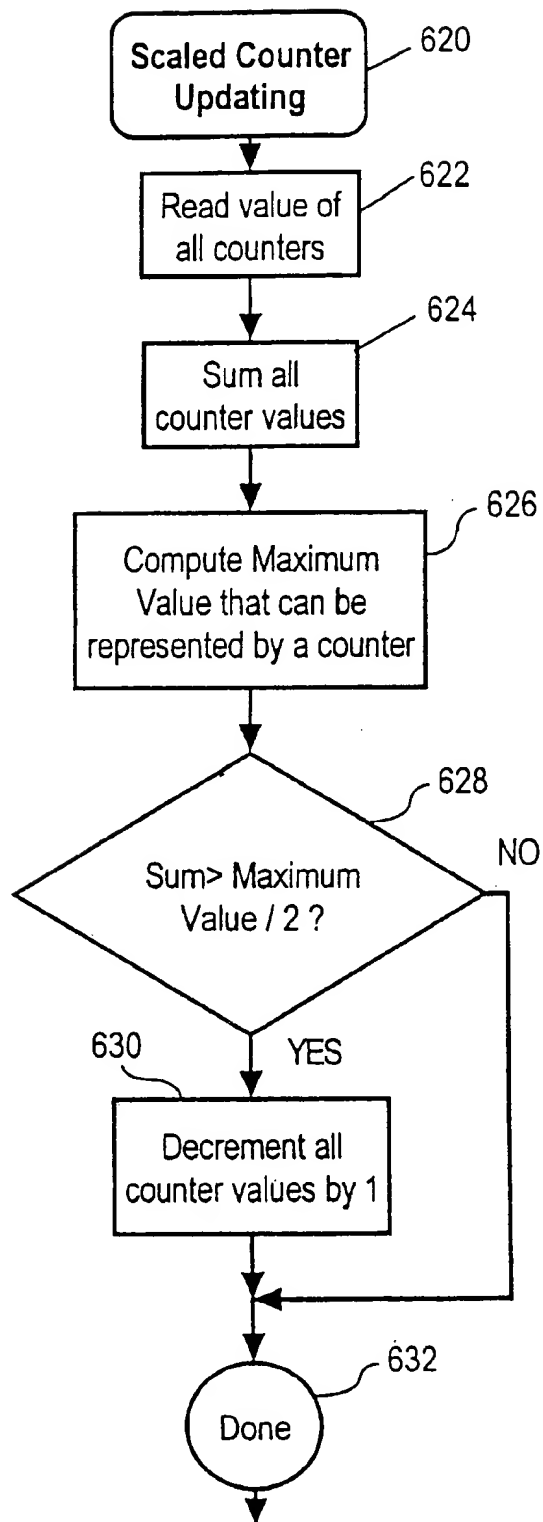 Scaled Counter
Updating
620
Read value of
all counters
622
Sum all
counter values
624
Compute Maximum
Value that can be
represented by a counter
626
Sum> Maximum
Value / 2 ?
628
NO
YES
630
Decrement all
counter values by 1
Done
632